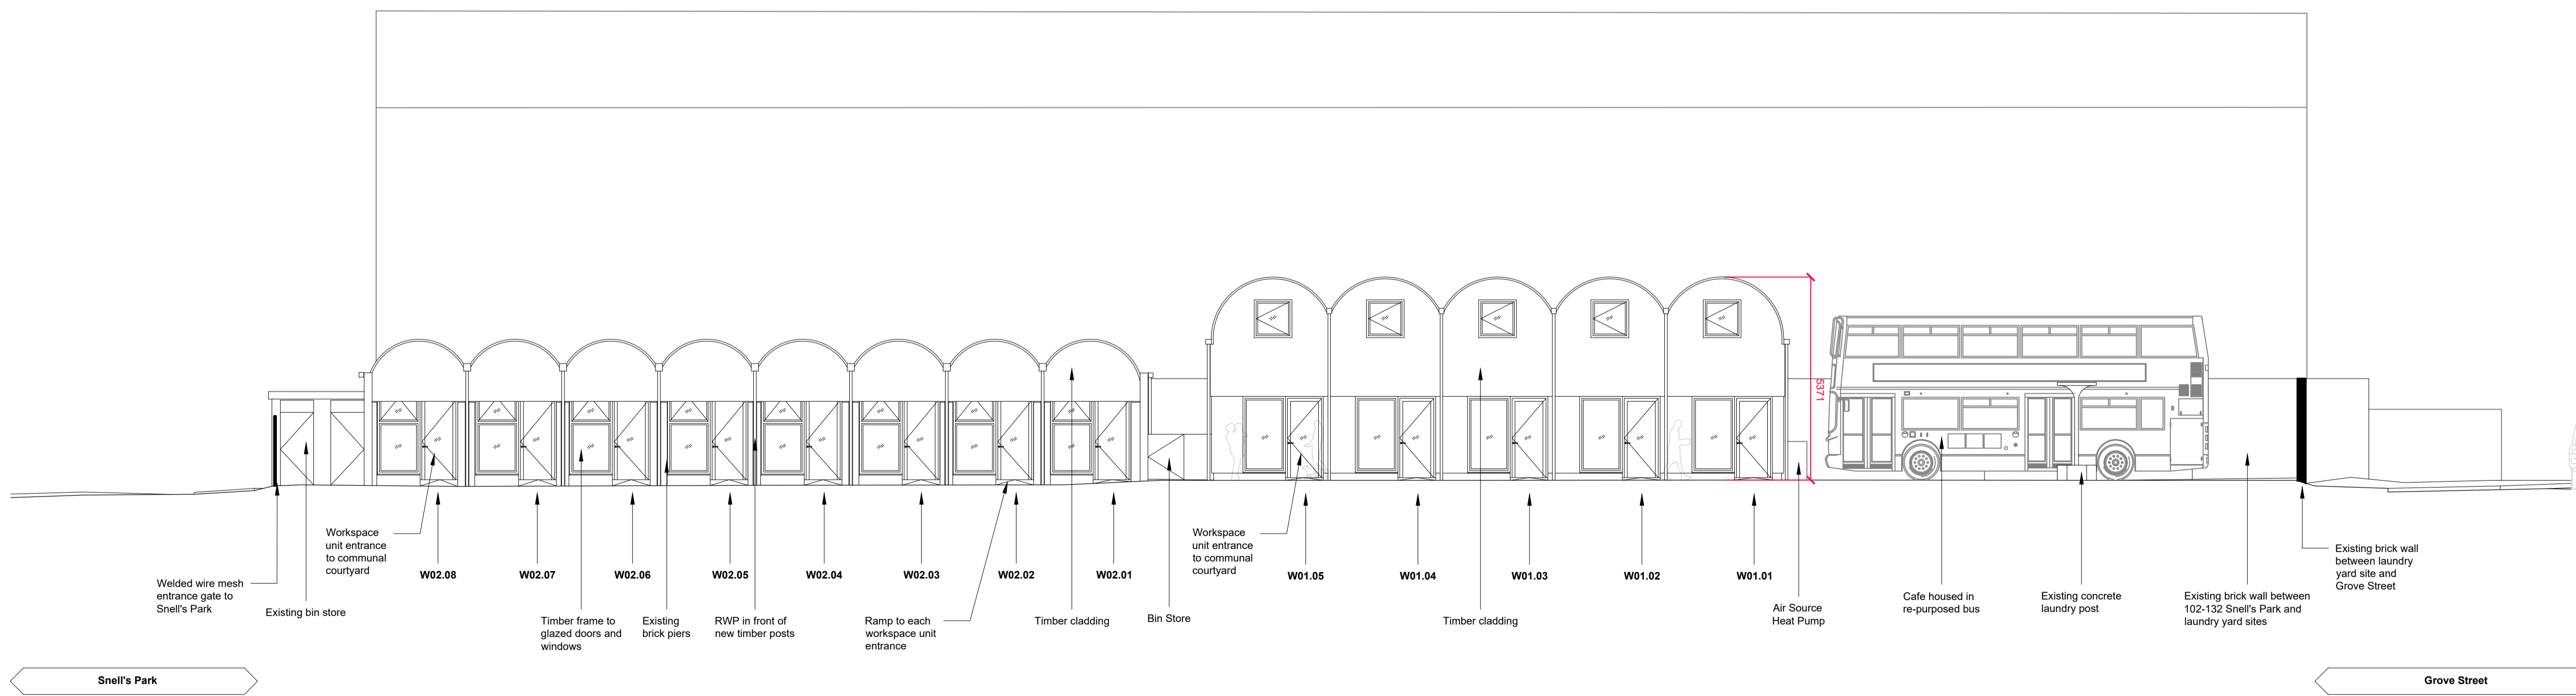 5371
Workspace
unit entrance
to communal
courtyard
Workspace
unit entrance
to communal
courtyard
W02.08
W02.07
W02.06
W02.05
W02.04
W02.03
W02.02
W02.01
W01.05
W01.04
W01.03
W01.02
W01.01
Existing brick wall
between laundry
yard site and
Grove Street
Welded wire mesh
entrance gate to
Snell's Park
Existing bin store
Timber frame to
glazed doors and
windows
Existing
brick piers
RWP in front of
new timber posts
Ramp to each
workspace unit
entrance
Timber cladding
Bin Store
Timber cladding
Air Source
Heat Pump
Cafe housed in
re-purposed bus
Existing concrete
laundry post
Existing brick wall between
102-132 Snell's Park and
laundry yard sites
Snell's Park
Grove Street